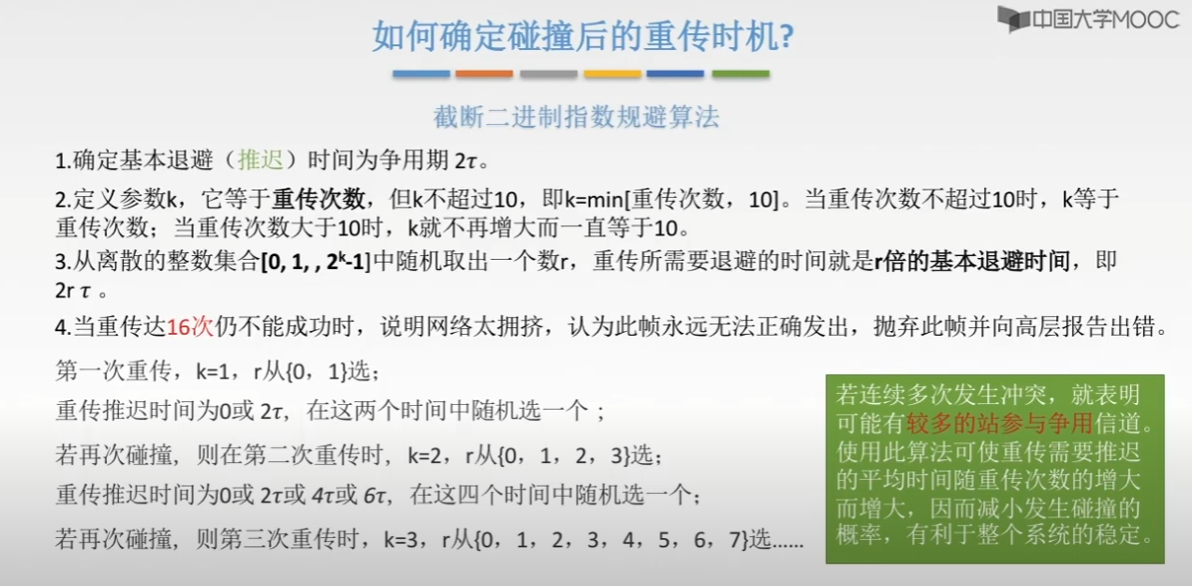 中国大学MOOC
如何确定碰撞后的重传时机?
截断二进制指数规避算法
1.确定基本退避（推迟）时间为争用期 2τ。
2.定义参数k，它等于重传次数，但k不超过10，即k=min[重传次数，10]。当重传次数不超过10时，k等于
重传次数；当重传次数大于10时，k就不再增大而一直等于10。
3.从离散的整数集合[0, 1, , 2ᵏ-1]中随机取出一个数r，重传所需要退避的时间就是r倍的基本退避时间，即
2r τ 。
4.当重传达16次仍不能成功时，说明网络太拥挤，认为此帧永远无法正确发出，抛弃此帧并向高层报告出错。
第一次重传，k=1，r从{0，1}选；
重传推迟时间为0或 2τ，在这两个时间中随机选一个；
若再次碰撞，则在第二次重传时，k=2，r从{0，1，2，3}选；
重传推迟时间为0或 2τ或 4τ或 6τ，在这四个时间中随机选一个；
若再次碰撞，则第三次重传时，k=3，r从{0，1，2，3，4，5，6，7}选……
若连续多次发生冲突，就表明
可能有较多的站参与争用信道。
使用此算法可使重传需要推迟
的平均时间随重传次数的增大
而增大，因而减小发生碰撞的
概率，有利于整个系统的稳定。